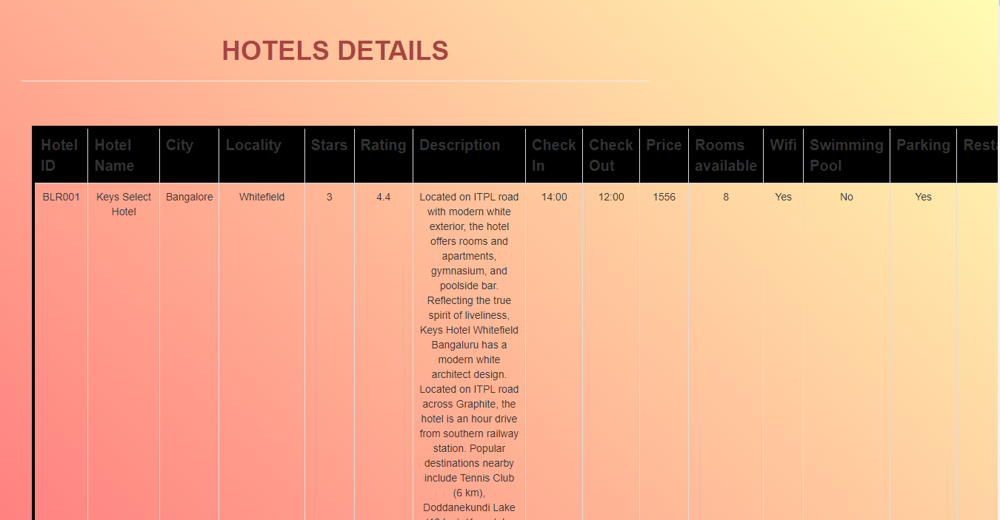 HOTELS DETAILS
Hotel ID	Hotel Name	City	Locality	Stars	Rating	Description	Check In	Check Out	Price	Rooms available	Wifi	Swimming Pool	Parking
BLR001	Keys Select Hotel	Bangalore	Whitefield	3	4.4	Located on ITPL road	14:00	12:00	1556	8	Yes	No	Yes
with modern white
exterior, the hotel
offers rooms and
apartments,
gymnasium, and
poolside bar.
Reflecting the true
spirit of liveliness,
Keys Hotel Whitefield
Bangaluru has a
modern white
architect design.
Located on ITPL road
across Graphite, the
hotel is an hour drive
from southern railway
station. Popular
destinations nearby
include Tennis Club
(6 km),
Doddanekundi Lake